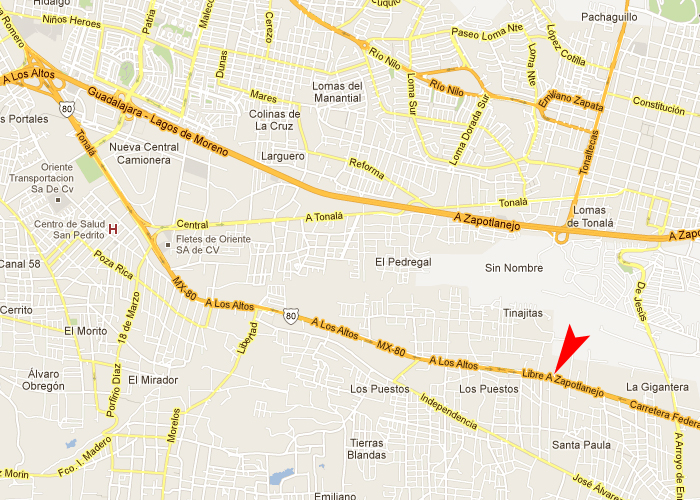 Hidalgo
Niños Heroes
Romero
A Los Altos
80
s Portales
Tonalá
Oriente
Transportacion
Sa De Cv
Centro de Salud
San Pedrito
H
Canal 58
Cerrito
El Morito
Álvaro
Obregón
z Morín
Fco. I. Madero
Porfirio Díaz
18 de Marzo
Poza Rica
El Mirador
Morelos
Libertad
MX-80
A Los Altos
80
A Los Altos
MX-80
A Los Altos
Libre A Zapotlanejo
Carretera Federa
Tonalá
Malecón
Dunas
Cerezo
Guadalajara - Lagos de Moreno
Nueva Central
Camionera
Mares
Colinas de
La Cruz
Larguero
Lomas del
Manantial
Reforma
Central
A Tonalá
Tonalá
Fletes de Oriente
SA de CV
A Zapotlanejo
A Zapo
El Pedregal
Sin Nombre
Tinajitas
Lomas
de Tonalá
De Jesús
La Gigantera
Los Puestos
Los Puestos
Independencia
Tierras
Blandas
Emiliano
Santa Paula
José Álvare
A Arroyo de En
Cuquio
Río Nilo
Río Nilo
Loma Sur
Loma Dorada Sur
Paseo Loma Nte
Loma Nte
López Cotilla
Pachaguillo
Emiliano Zapata
Constitución
Tonaltecas